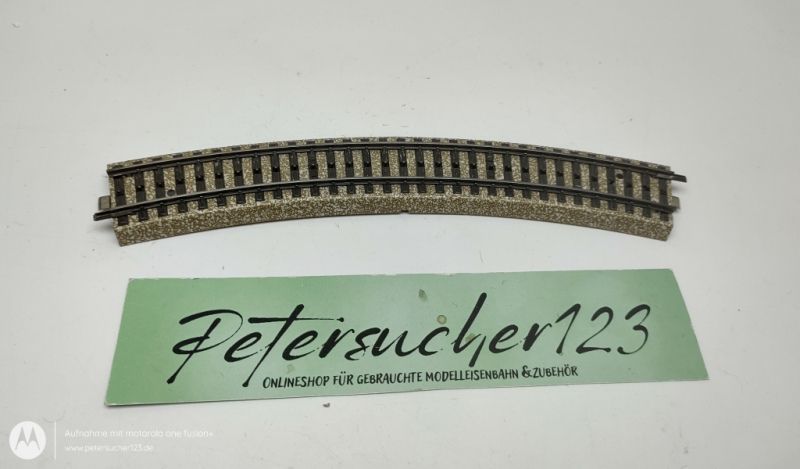 Petersucher123
ONLINESHOP FÜR GEBRAUCHTE MODELLEISENBAHN & ZUBEHÖR
Aufnahme mit motorola one fusion+
www.petersucher123.de